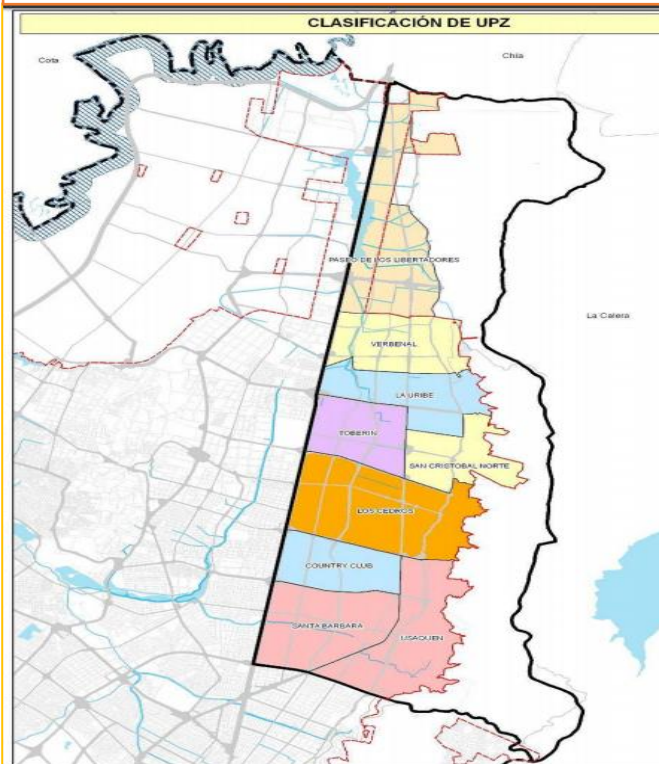 CLASIFICACIÓN DE UPZ
Cota
Chía
PASEO DE LOS LIBERTADORES
La Calera
VERBENAL
LA URIBE
TOBERIN
SAN CRISTOBAL NORTE
LOS CEDROS
COUNTRY CLUB
SANTA BARBARA
USAQUEN